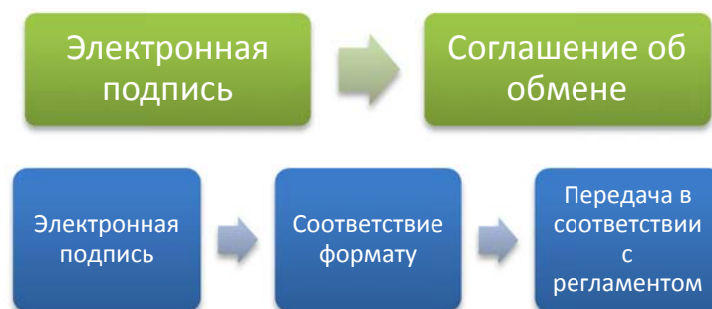 Электронная
подпись
Соглашение об
обмене
Электронная
подпись
Соответствие
формату
Передача в
соответствии
с
регламентом